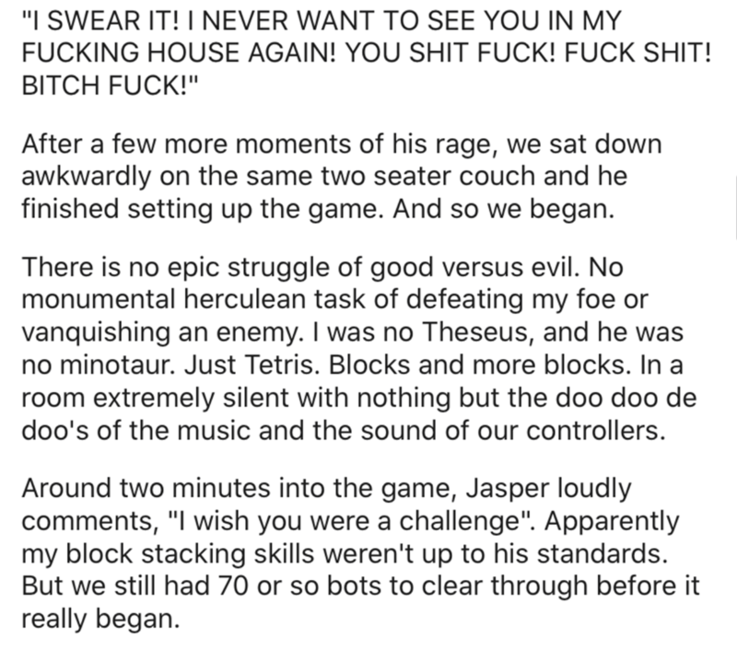 "I SWEAR IT! I NEVER WANT TO SEE YOU IN MY
FUCKING HOUSE AGAIN! YOU SHIT FUCK! FUCK SHIT!
BITCH FUCK!"
After a few more moments of his rage, we sat down
awkwardly on the same two seater couch and he
finished setting up the game. And so we began.
There is no epic struggle of good versus evil. No
monumental herculean task of defeating my foe or
vanquishing an enemy. I was no Theseus, and he was
no minotaur. Just Tetris. Blocks and more blocks. In a
room extremely silent with nothing but the doo doo de
doo's of the music and the sound of our controllers.
Around two minutes into the game, Jasper loudly
comments, "I wish you were a challenge". Apparently
my block stacking skills weren't up to his standards.
But we still had 70 or so bots to clear through before it
really began.